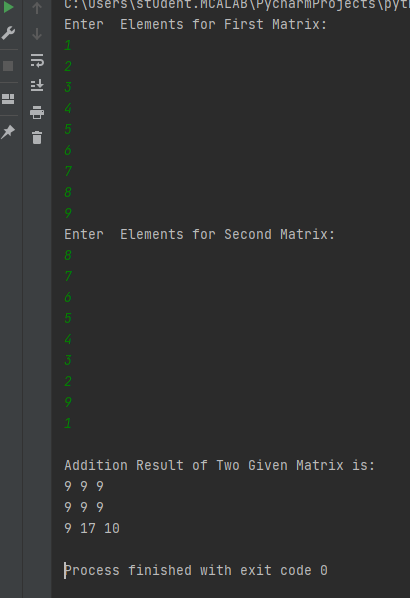 C:\Users\stUdent.MCALAB\PycharmProjects\pyth
Enter  Elements for First Matrix:
1
2
3
4
5
6
7
8
9
Enter  Elements for Second Matrix:
8
7
6
5
4
3
2
9
1
Addition Result of Two Given Matrix is:
9 9 9
9 9 9
9 17 10
Process finished with exit code 0